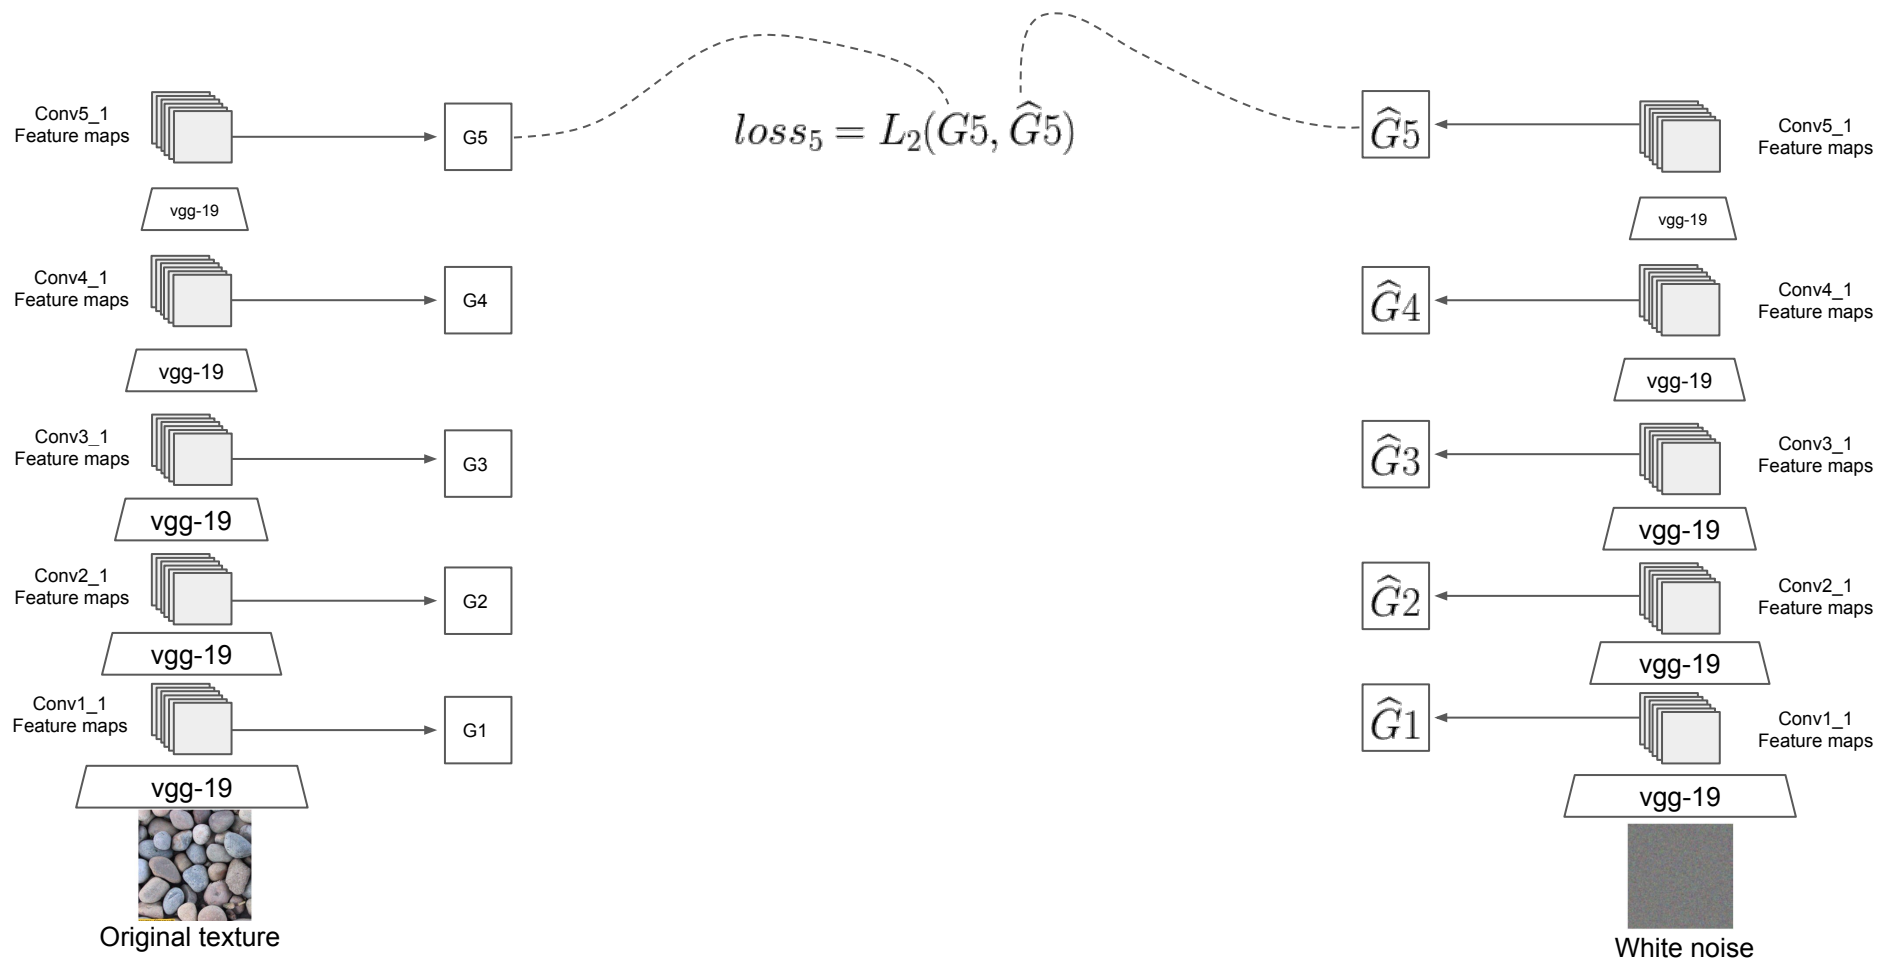 Conv5_1
Feature maps
G5
loss₅ = L₂(G5, Ĝ5)
Ĝ5
Conv5_1
Feature maps
vgg-19
vgg-19
Conv4_1
Feature maps
G4
Ĝ4
Conv4_1
Feature maps
vgg-19
vgg-19
Conv3_1
Feature maps
G3
Ĝ3
Conv3_1
Feature maps
vgg-19
vgg-19
Conv2_1
Feature maps
G2
Ĝ2
Conv2_1
Feature maps
vgg-19
vgg-19
Conv1_1
Feature maps
G1
Ĝ1
Conv1_1
Feature maps
vgg-19
vgg-19
Original texture
White noise